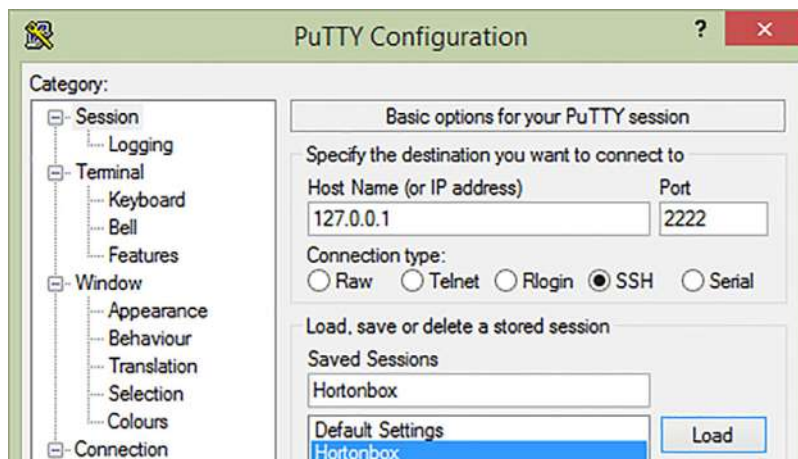 PuTTY Configuration
?
Category:
Session
Logging
Terminal
Keyboard
Bell
Features
Window
Appearance
Behaviour
Translation
Selection
Colours
Connection
Basic options for your PuTTY session
Specify the destination you want to connect to
Host Name (or IP address) Port
127.0.0.1 2222
Connection type:
Raw Telnet Rlogin SSH Serial
Load, save or delete a stored session
Saved Sessions
Hortonbox
Default Settings
Hortonbox
Load